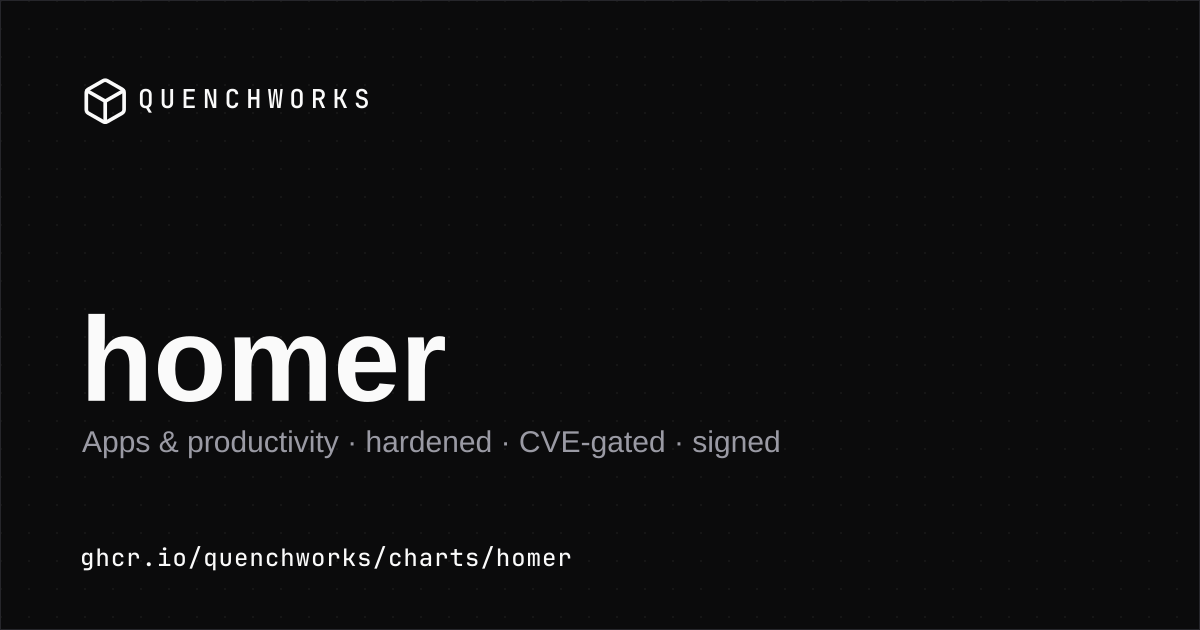 QUENCHWORKS
homer
Apps & productivity · hardened · CVE-gated · signed
ghcr.io/quenchworks/charts/homer